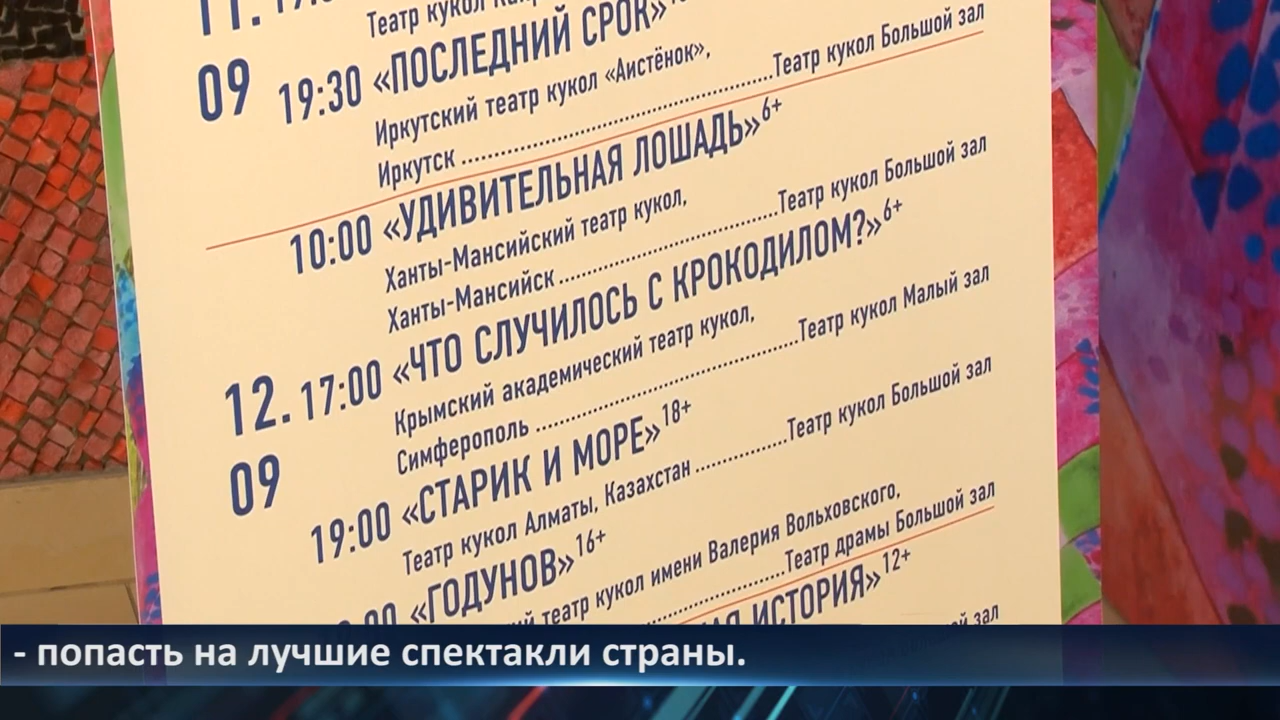 11.
Театр кукол
09 19:30 «ПОСЛЕДНИЙ СРОК»
Иркутский театр кукол «Аистёнок»,
Иркутск ........................................Театр кукол Большой зал
10:00 «УДИВИТЕЛЬНАЯ ЛОШАДЬ» 6+
Ханты-Мансийский театр кукол,
Ханты-Мансийск ............................Театр кукол Большой зал
12. 17:00 «ЧТО СЛУЧИЛОСЬ С КРОКОДИЛОМ?» 6+
Крымский академический театр кукол,
Симферополь ..................................Театр кукол Малый зал
09
19:00 «СТАРИК И МОРЕ» 18+
Театр кукол Алматы, Казахстан ............Театр кукол Большой зал
«ГОДУНОВ» 16+
театр кукол имени Валерия Вольховского,
..................Театр драмы Большой зал
ИСТОРИЯ» 12+
зал
- попасть на лучшие спектакли страны.